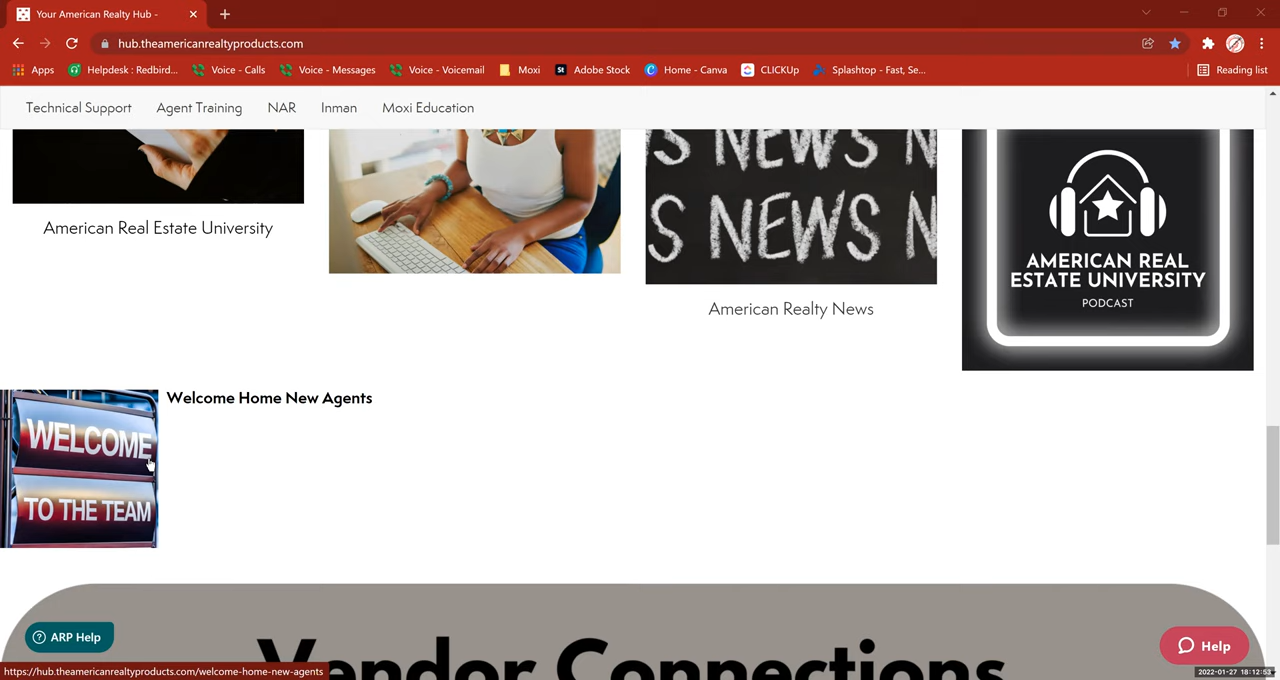 Your American Realty Hub -
hub.theamericanrealtyproducts.com
Apps
Helpdesk : Redbird...
Voice - Calls
Voice - Messages
Voice - Voicemail
Moxi
St
Adobe Stock
Home - Canva
CLICKUp
Splashtop - Fast, Se...
Reading list
Technical Support
Agent Training
NAR
Inman
Moxi Education
S NEWS N
S NEWS N
AMERICAN REAL
ESTATE UNIVERSITY
PODCAST
American Real Estate University
American Realty News
WELCOME
TO THE TEAM
Welcome Home New Agents
Vendor Connections
ARP Help
Help
https://hub.theamericanrealtyproducts.com/welcome-home-new-agents
2022-01-27 18:12:53